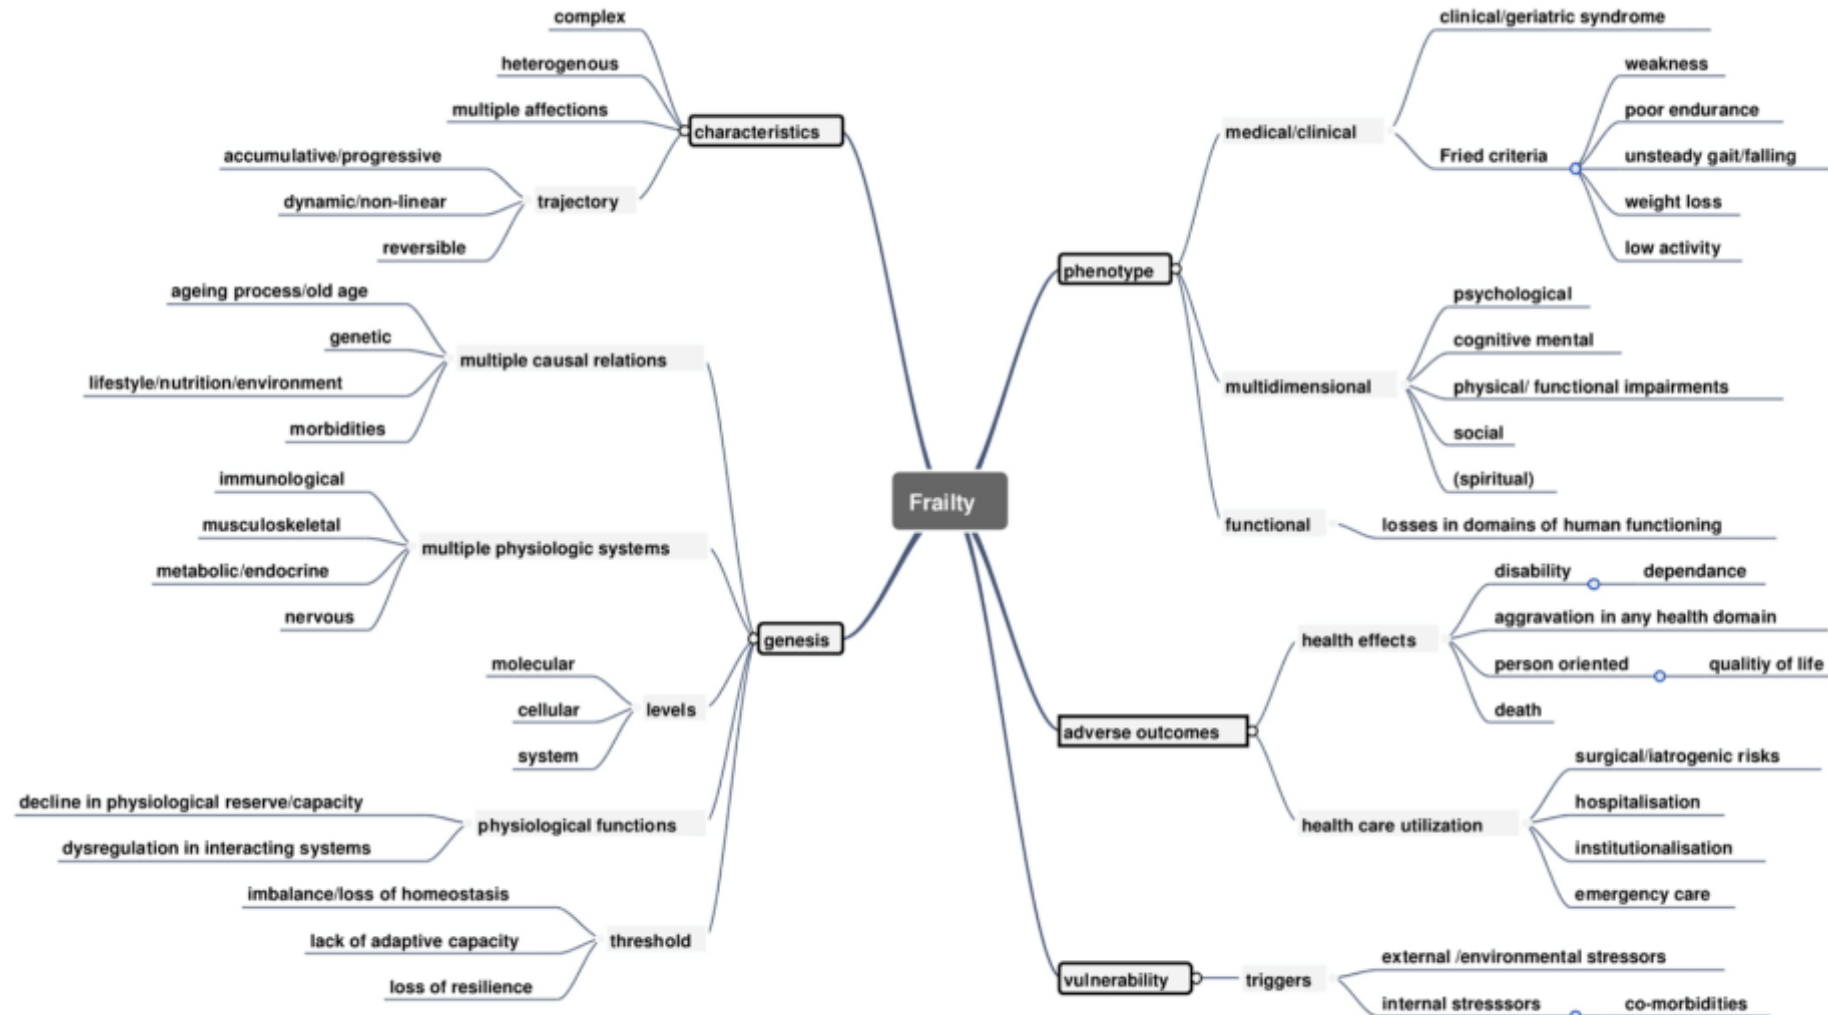 complex
heterogenous
multiple affections
characteristics
accumulative/progressive
dynamic/non-linear
trajectory
reversible
ageing process/old age
genetic
multiple causal relations
lifestyle/nutrition/environment
morbidities
immunological
musculoskeletal
multiple physiologic systems
metabolic/endocrine
nervous
genesis
molecular
cellular
levels
system
decline in physiological reserve/capacity
physiological functions
dysregulation in interacting systems
imbalance/loss of homeostasis
lack of adaptive capacity
threshold
loss of resilience
Frailty
clinical/geriatric syndrome
medical/clinical
Fried criteria
weakness
poor endurance
unsteady gait/falling
weight loss
low activity
phenotype
psychological
cognitive mental
multidimensional
physical/ functional impairments
social
(spiritual)
functional
losses in domains of human functioning
disability
dependance
aggravation in any health domain
health effects
person oriented
qualitiy of life
death
adverse outcomes
surgical/iatrogenic risks
hospitalisation
health care utilization
institutionalisation
emergency care
vulnerability
triggers
external /environmental stressors
internal stresssors
co-morbidities